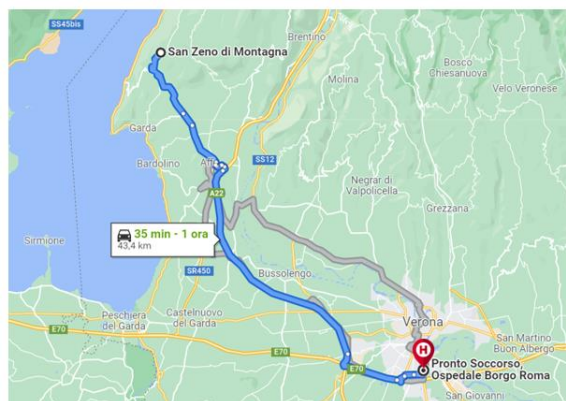 SS45bis
San Zeno di Montagna
Brentino
Bosco
Chiesanuova
Molina
Velo Veronese
Garda
SS12
Bardolino
Affi
A22
Negrar di
Valpolicella
Grezzana
35 min - 1 ora
43,4 km
Sirmione
SR450
Bussolengo
Peschiera
del Garda
Castelnuovo
del Garda
Verona
E70
San Martino
Buon Albergo
E70
H
E70
Pronto Soccorso,
Ospedale Borgo Roma
San Giovanni